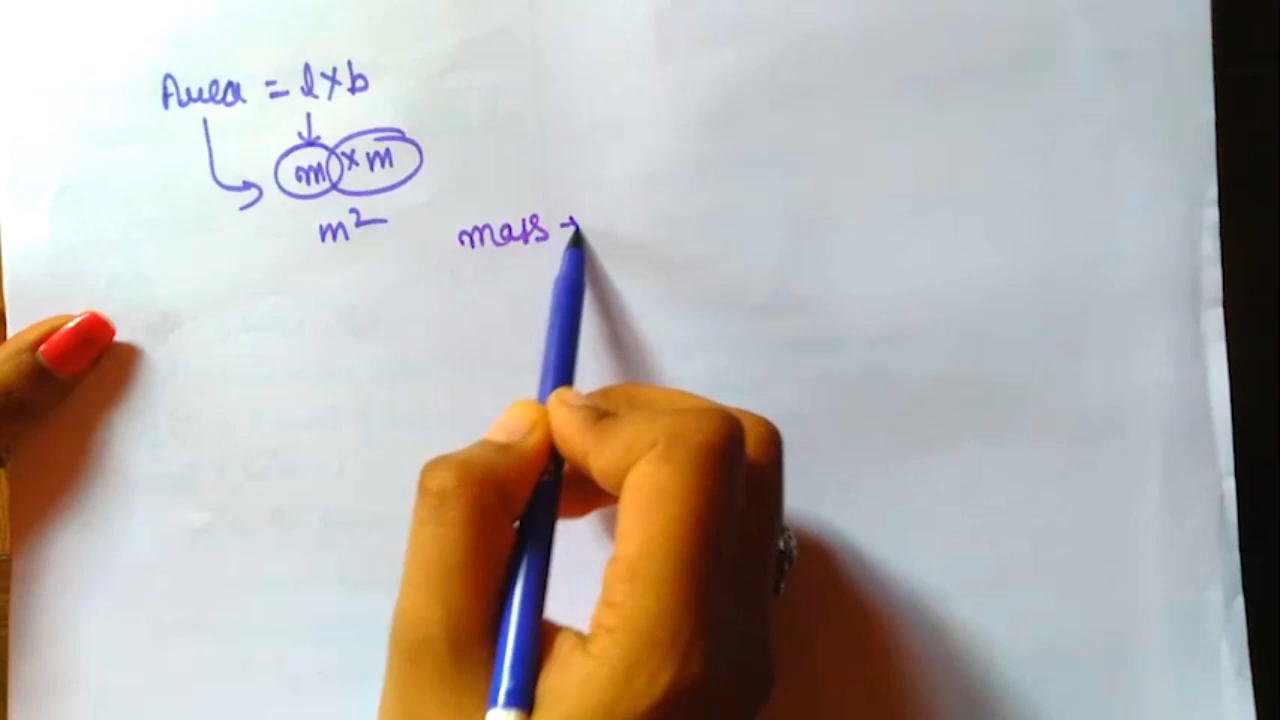 Area = l × b
m × m
m²
mass →